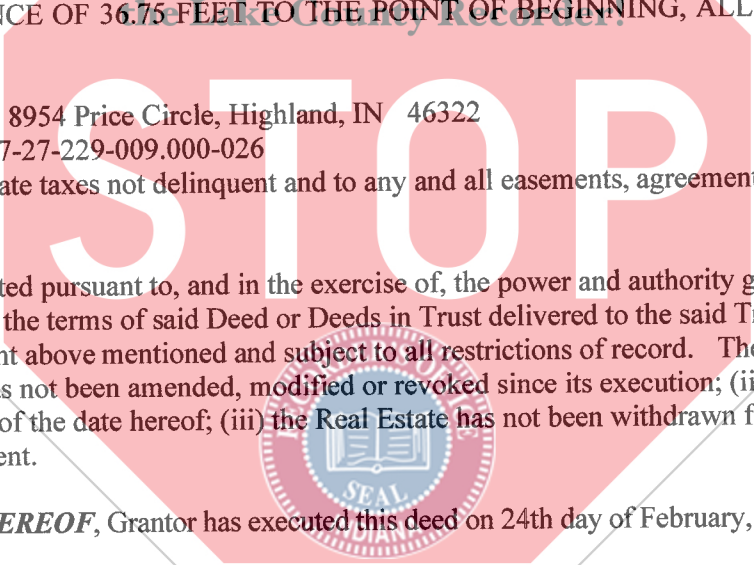 NCE OF 36.75 FEET TO THE POINT OF BEGINNING, ALL
the Lake County Recorder!
STOP
8954 Price Circle, Highland, IN 46322
7-27-229-009.000-026
ate taxes not delinquent and to any and all easements, agreement
ted pursuant to, and in the exercise of, the power and authority g
the terms of said Deed or Deeds in Trust delivered to the said T
nt above mentioned and subject to all restrictions of record. The
s not been amended, modified or revoked since its execution; (ii
of the date hereof; (iii) the Real Estate has not been withdrawn f
ent.
SEAL
INDIANA
EREOF, Grantor has executed this deed on 24th day of February,